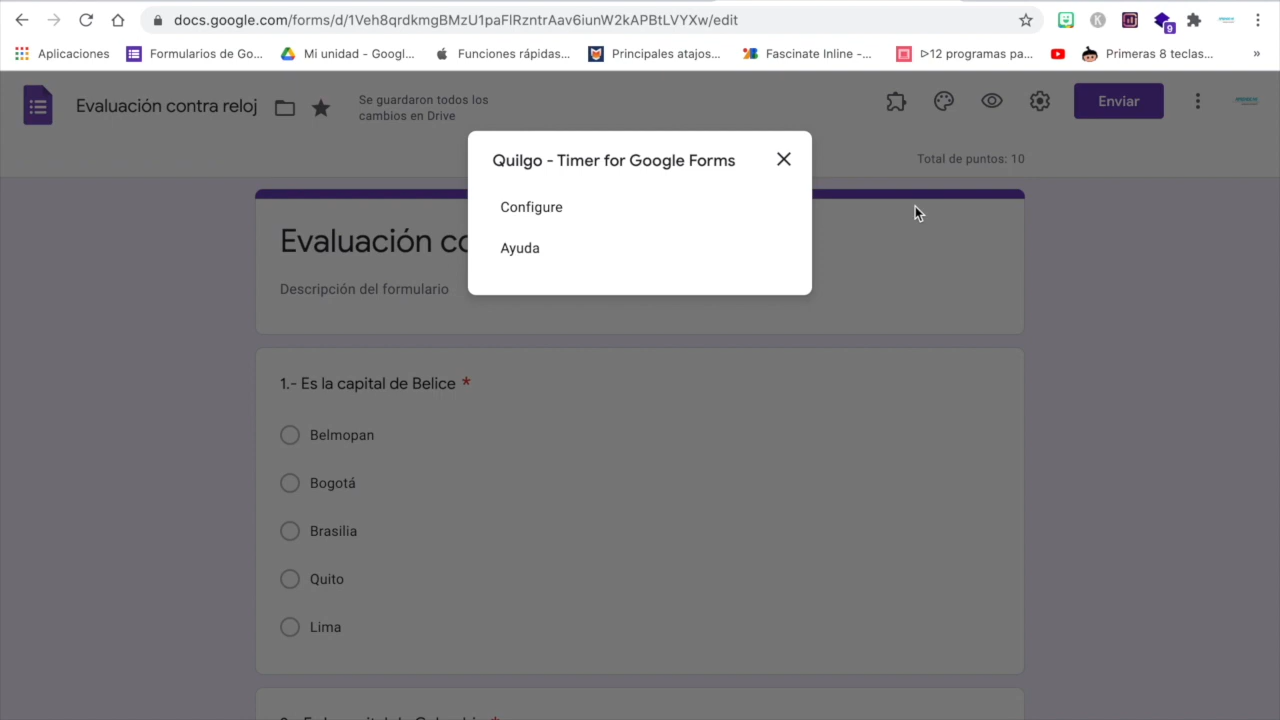 docs.google.com/forms/d/1Veh8qrdkmgBMzU1paFlRzntrAav6iunW2kAPBtLVYXw/edit
9
Aplicaciones
Formularios de Go...
Mi unidad - Googl...
Funciones rápidas...
Principales atajos...
Fascinate Inline -...
⊳12 programas pa...
Primeras 8 teclas...
»
Evaluación contra reloj
Se guardaron todos los
cambios en Drive
Enviar
Total de puntos: 10
Quilgo - Timer for Google Forms
Configure
Ayuda
Evaluación co
Descripción del formulario
1.- Es la capital de Belice *
Belmopan
Bogotá
Brasilia
Quito
Lima